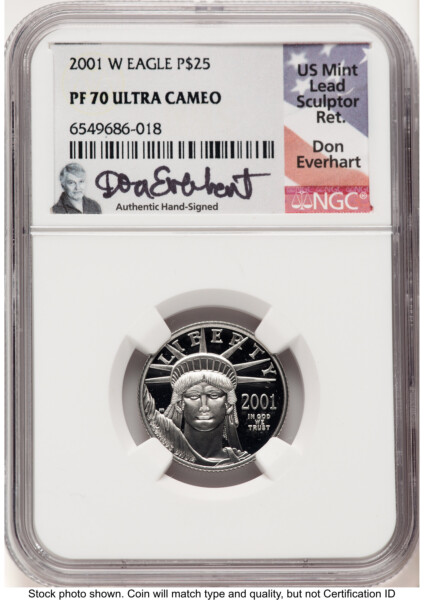 2001 W EAGLE P$25
PF 70 ULTRA CAMEO
6549686-018
Don Everhart
Authentic Hand-Signed
US Mint
Lead
Sculptor
Ret.
Don
Everhart
NGC®
LIBERTY
2001
IN GOD
WE
TRUST
Stock photo shown. Coin will match type and quality, but not Certification ID